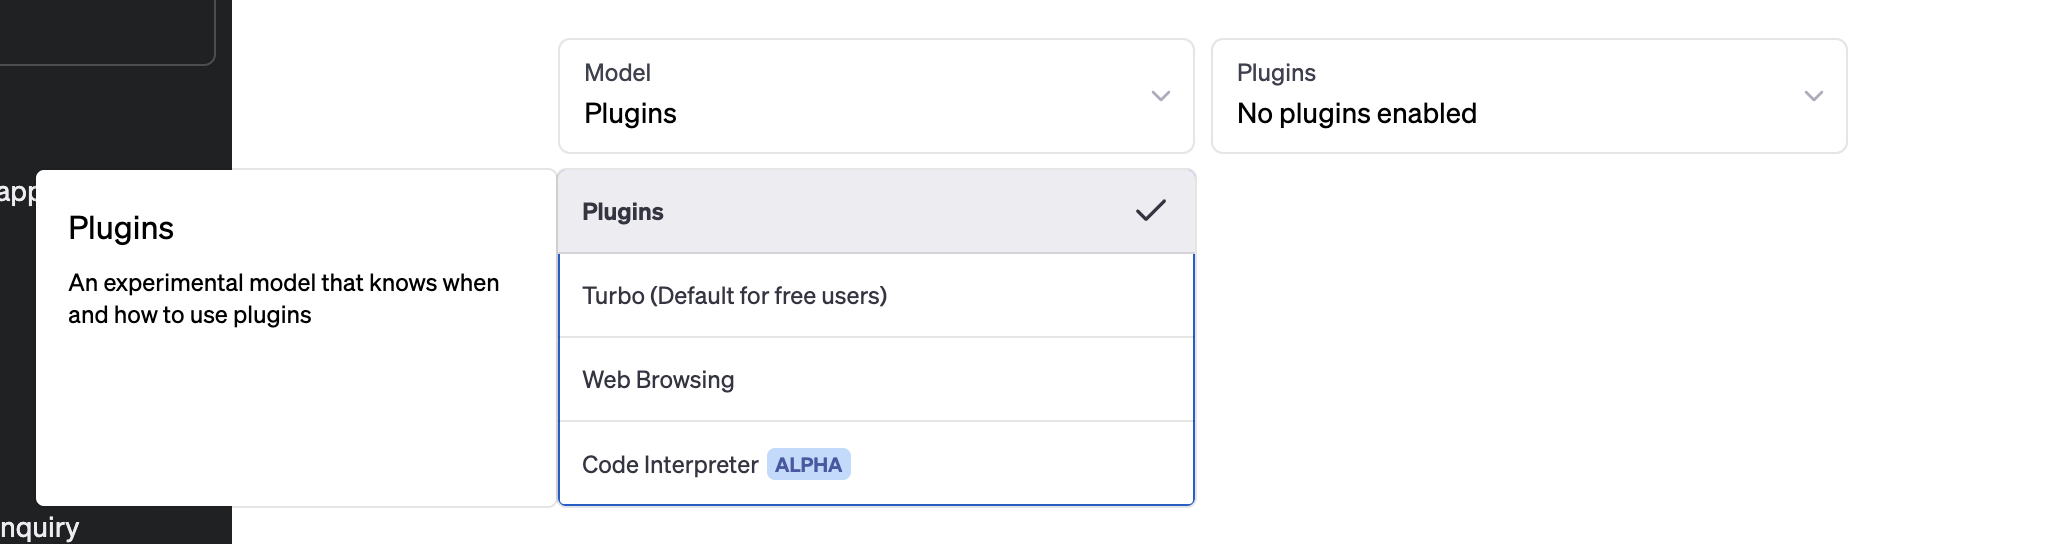 Model
Plugins
Plugins
No plugins enabled
app
Plugins
An experimental model that knows when
and how to use plugins
Plugins
Turbo (Default for free users)
Web Browsing
Code Interpreter ALPHA
nquiry